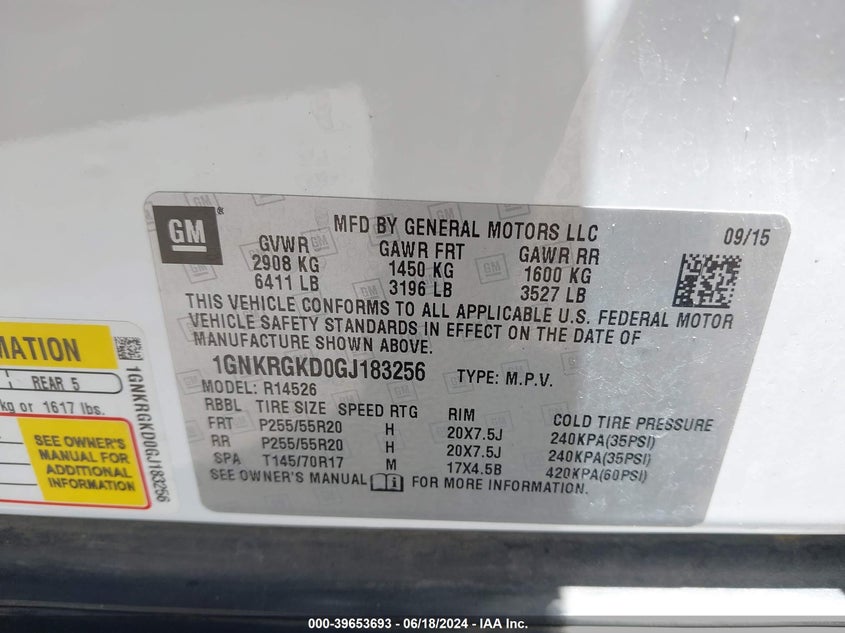 GM
MFD BY GENERAL MOTORS LLC
09/15
GVWR GAWR FRT GAWR RR
2908 KG 1450 KG 1600 KG
6411 LB 3196 LB 3527 LB
THIS VEHICLE CONFORMS TO ALL APPLICABLE U.S. FEDERAL MOTOR
VEHICLE SAFETY STANDARDS IN EFFECT ON THE DATE OF
MANUFACTURE SHOWN ABOVE.
1GNKRGKD0GJ183256 TYPE: M.P.V.
MODEL: R14526
RBBL TIRE SIZE SPEED RTG RIM COLD TIRE PRESSURE
FRT P255/55R20 H 20X7.5J 240KPA(35PSI)
RR P255/55R20 H 20X7.5J 240KPA(35PSI)
SPA T145/70R17 M 17X4.5B 420KPA(60PSI)
SEE OWNER'S MANUAL FOR MORE INFORMATION.
MATION
REAR 5
kg or 1617 lbs.
SEE OWNER'S
MANUAL FOR
ADDITIONAL
INFORMATION
1GNKRGKD0GJ183256
000-39653693 - 06/18/2024 - IAA Inc.